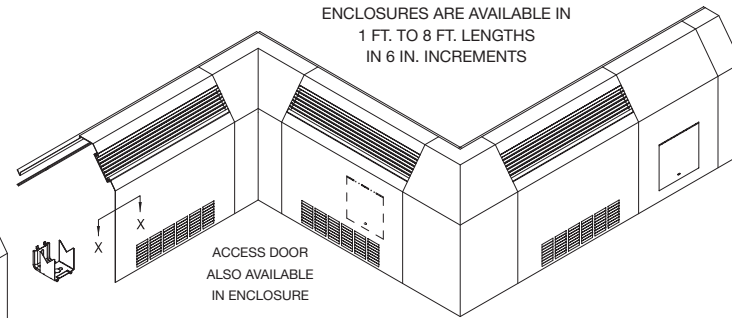 ENCLOSURES ARE AVAILABLE IN
1 FT. TO 8 FT. LENGTHS
IN 6 IN. INCREMENTS
X
X
ACCESS DOOR
ALSO AVAILABLE
IN ENCLOSURE